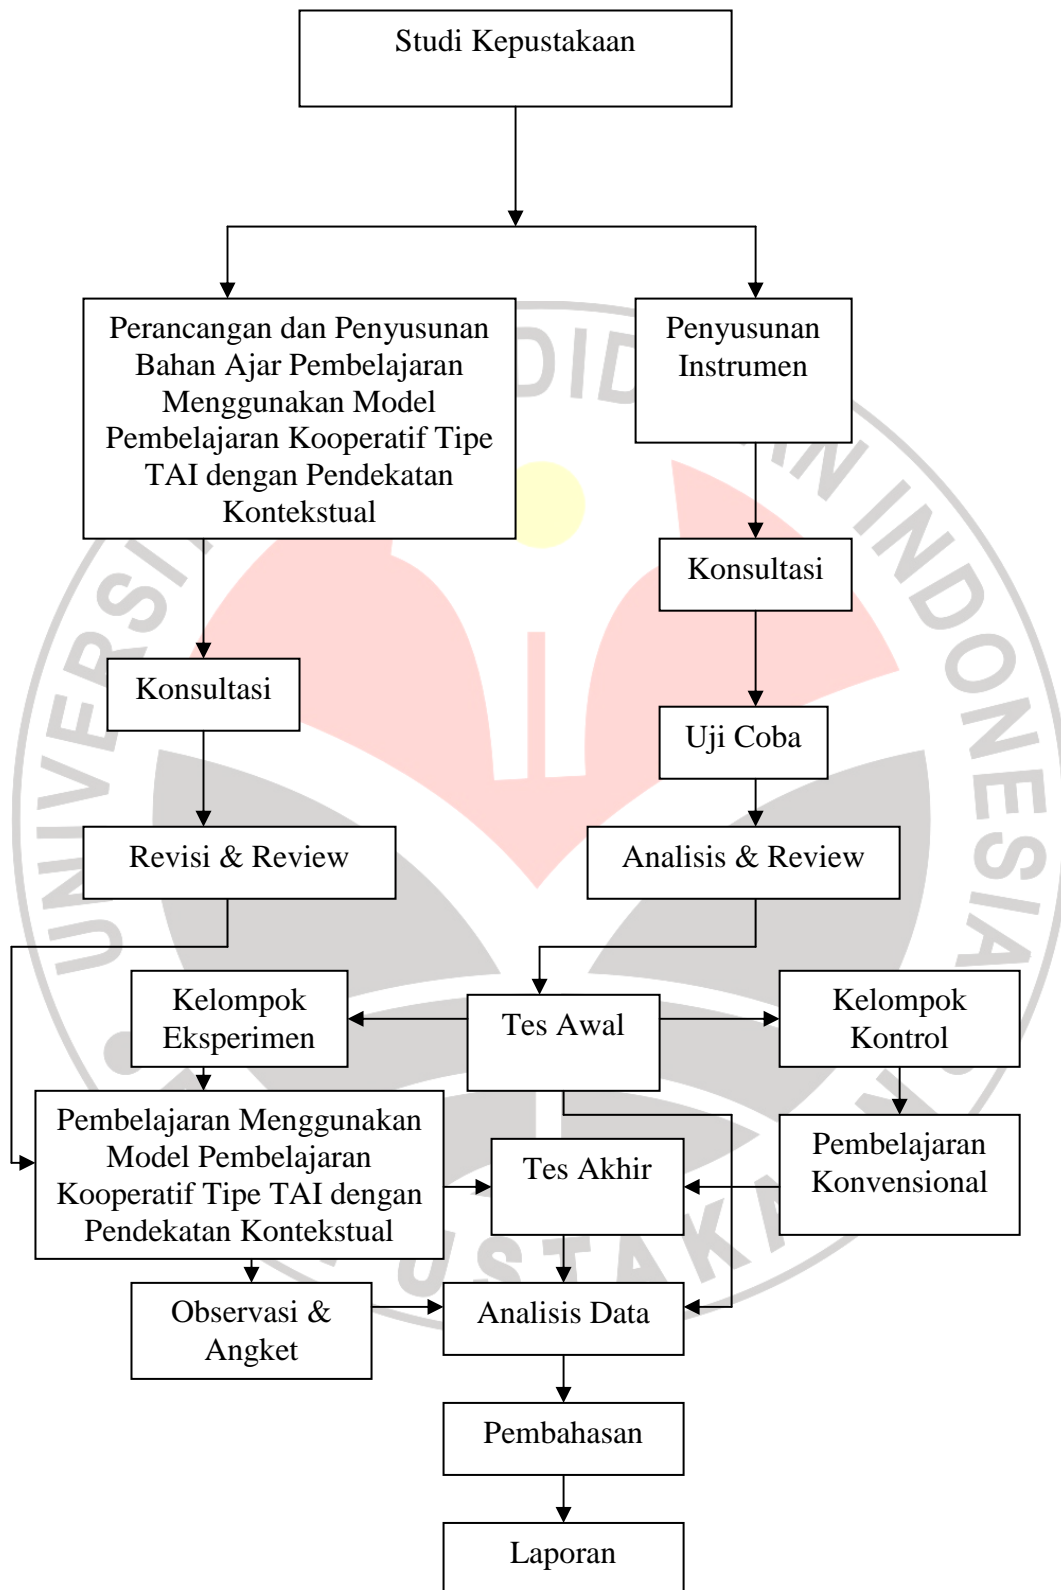 Studi Kepustakaan
Perancangan dan Penyusunan
Bahan Ajar Pembelajaran
Menggunakan Model
Pembelajaran Kooperatif Tipe
TAI dengan Pendekatan
Kontekstual
Penyusunan
Instrumen
Konsultasi
Konsultasi
Uji Coba
Revisi & Review
Analisis & Review
Kelompok
Eksperimen
Tes Awal
Kelompok
Kontrol
Pembelajaran Menggunakan
Model Pembelajaran
Kooperatif Tipe TAI dengan
Pendekatan Kontekstual
Tes Akhir
Pembelajaran
Konvensional
Observasi &
Angket
Analisis Data
Pembahasan
Laporan